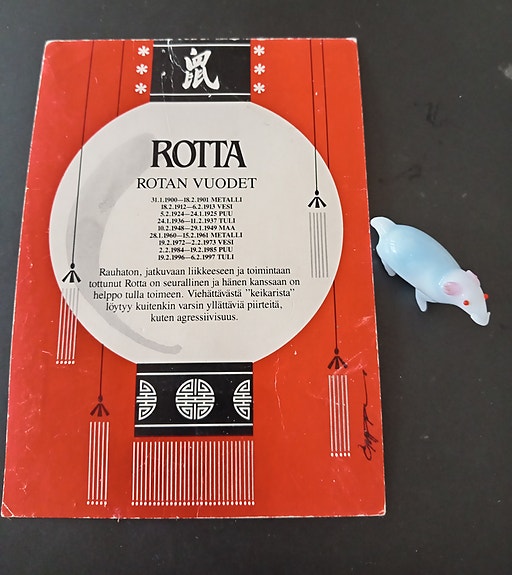 鼠
ROTTA
ROTAN VUODET
31.1.1900—18.2.1901 METALLI
18.2.1912—6.2.1913 VESI
5.2.1924—24.1.1925 PUU
24.1.1936—11.2.1937 TULI
10.2.1948—29.1.1949 MAA
28.1.1960—15.2.1961 METALLI
19.2.1972—2.2.1973 VESI
2.2.1984—19.2.1985 PUU
19.2.1996—6.2.1997 TULI
Rauhaton, jatkuvaan liikkeeseen ja toimintaan
tottunut Rotta on seurallinen ja hänen kanssaan on
helppo tulla toimeen. Viehättävästä "keikarista"
löytyy kuitenkin varsin yllättäviä piirteitä,
kuten agressiivisuus.